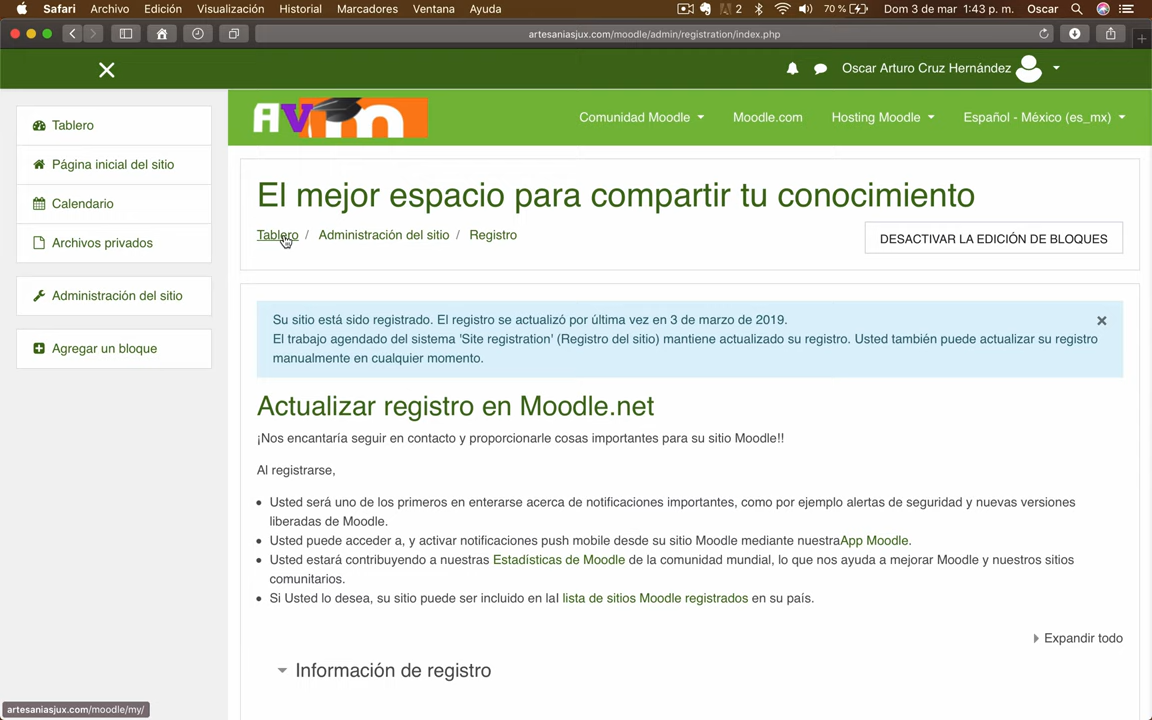 Safari Archivo Edición Visualización Historial Marcadores Ventana Ayuda 2 70 % Dom 3 de mar 1:43 p. m. Oscar
artesaniasjux.com/moodle/admin/registration/index.php
Oscar Arturo Cruz Hernández
Tablero
Página inicial del sitio
Calendario
Archivos privados
Administración del sitio
Agregar un bloque
AVim
Comunidad Moodle Moodle.com Hosting Moodle Español - México (es_mx)
El mejor espacio para compartir tu conocimiento
Tablero / Administración del sitio / Registro
DESACTIVAR LA EDICIÓN DE BLOQUES
Su sitio está sido registrado. El registro se actualizó por última vez en 3 de marzo de 2019.
El trabajo agendado del sistema 'Site registration' (Registro del sitio) mantiene actualizado su registro. Usted también puede actualizar su registro
manualmente en cualquier momento.
Actualizar registro en Moodle.net
¡Nos encantaría seguir en contacto y proporcionarle cosas importantes para su sitio Moodle!!
Al registrarse,
Usted será uno de los primeros en enterarse acerca de notificaciones importantes, como por ejemplo alertas de seguridad y nuevas versiones
liberadas de Moodle.
Usted puede acceder a, y activar notificaciones push mobile desde su sitio Moodle mediante nuestraApp Moodle.
Usted estará contribuyendo a nuestras Estadísticas de Moodle de la comunidad mundial, lo que nos ayuda a mejorar Moodle y nuestros sitios
comunitarios.
Si Usted lo desea, su sitio puede ser incluido en lal lista de sitios Moodle registrados en su país.
Expandir todo
Información de registro
artesaniasjux.com/moodle/my/